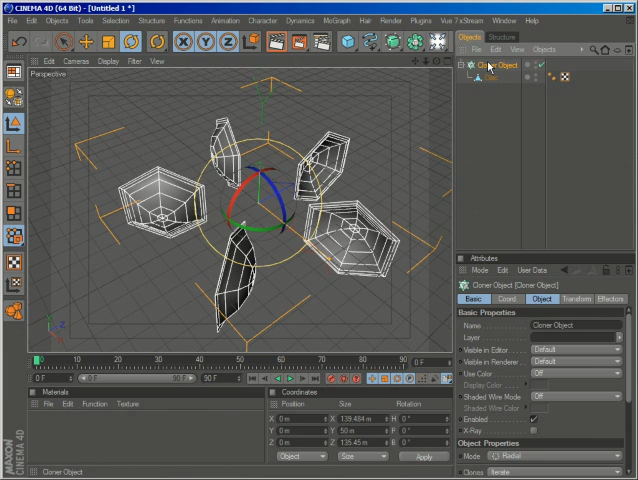 CINEMA 4D (64 Bit) - [Untitled 1 *]
File Edit Objects Tools Selection Structure Functions Animation Character Dynamics MoGraph Hair Render Plugins Vue 7xStream Window Help
X Y Z
Objects Structure
File Edit View Objects
Cloner Object
Disc
Edit Cameras Display Filter View
Perspective
Y
Z
X
Attributes
Mode Edit User Data
Cloner Object [Cloner Object]
Basic Coord Object Transform Effectors
Basic Properties
Name Cloner Object
Layer
Visible in Editor Default
Visible in Renderer Default
Use Color Off
Display Color
Shaded Wire Mode Off
Shaded Wire Color
Enabled
X-Ray
Object Properties
Mode Radial
Clones Iterate
0 10 20 30 40 50 60 70 80 90 0 F
0 F 0 F 90 F 90 F
Materials
File Edit Function Texture
Coordinates
Position Size Rotation
X 0 m X 139.484 m H 0 °
Y 0 m Y 50 m P 0 °
Z 0 m Z 135.45 m B 0 °
Object Size Apply
MAXON
CINEMA 4D
Cloner Object